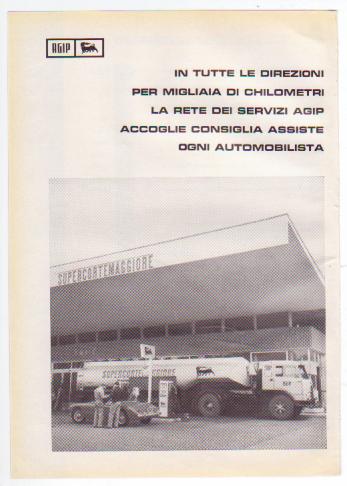 AGIP
IN TUTTE LE DIREZIONI
PER MIGLIAIA DI CHILOMETRI
LA RETE DEI SERVIZI AGIP
ACCOGLIE CONSIGLIA ASSISTE
OGNI AUTOMOBILISTA
SUPERCORTEMAGGIORE
SUPERCORTEMAGGIORE